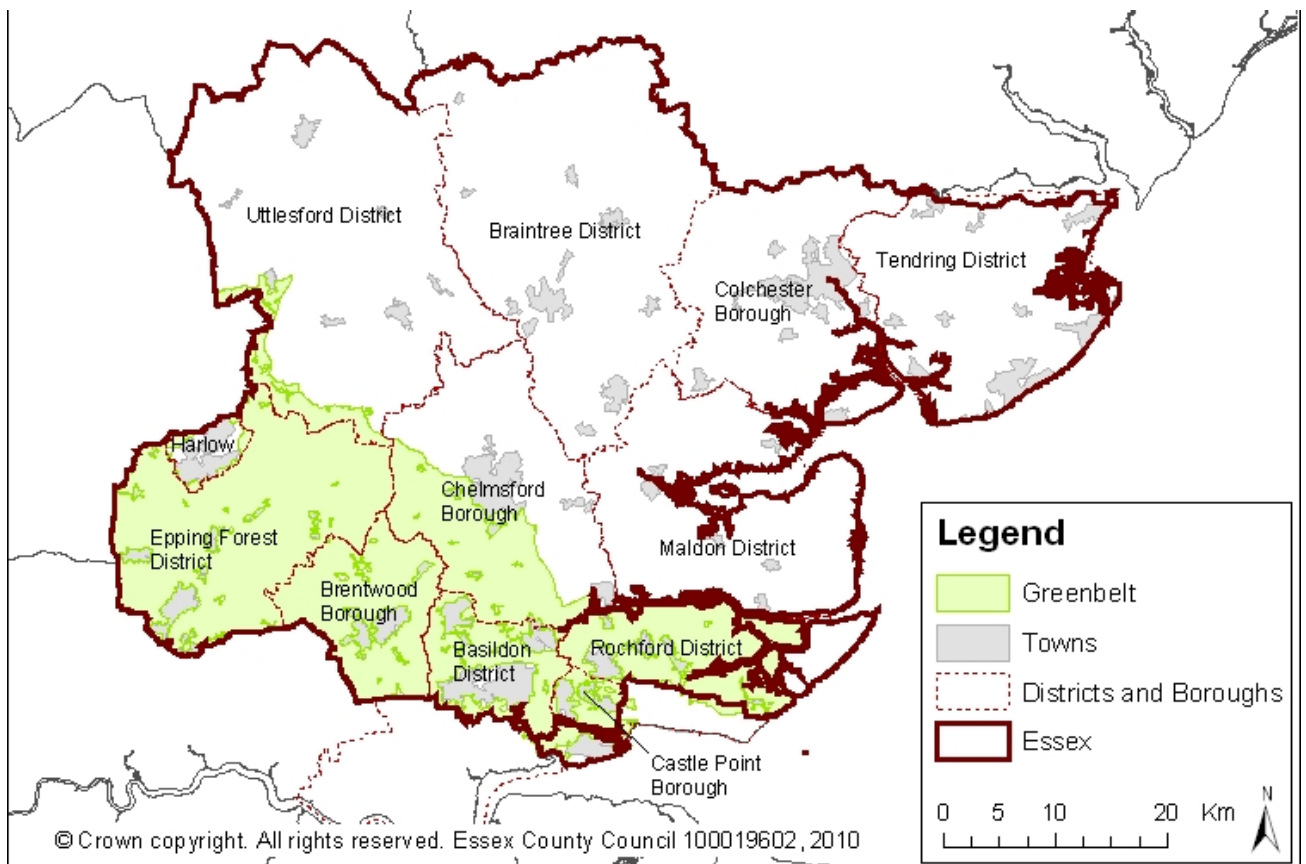 Uttlesford District
Braintree District
Tendring District
Colchester
Borough
Harlow
Chelmsford
Borough
Epping Forest
District
Maldon District
Brentwood
Borough
Basildon
District
Rochford District
Castle Point
Borough
Legend
Greenbelt
Towns
Districts and Boroughs
Essex
0 5 10 20 Km
N
© Crown copyright. All rights reserved. Essex County Council 100019602, 2010